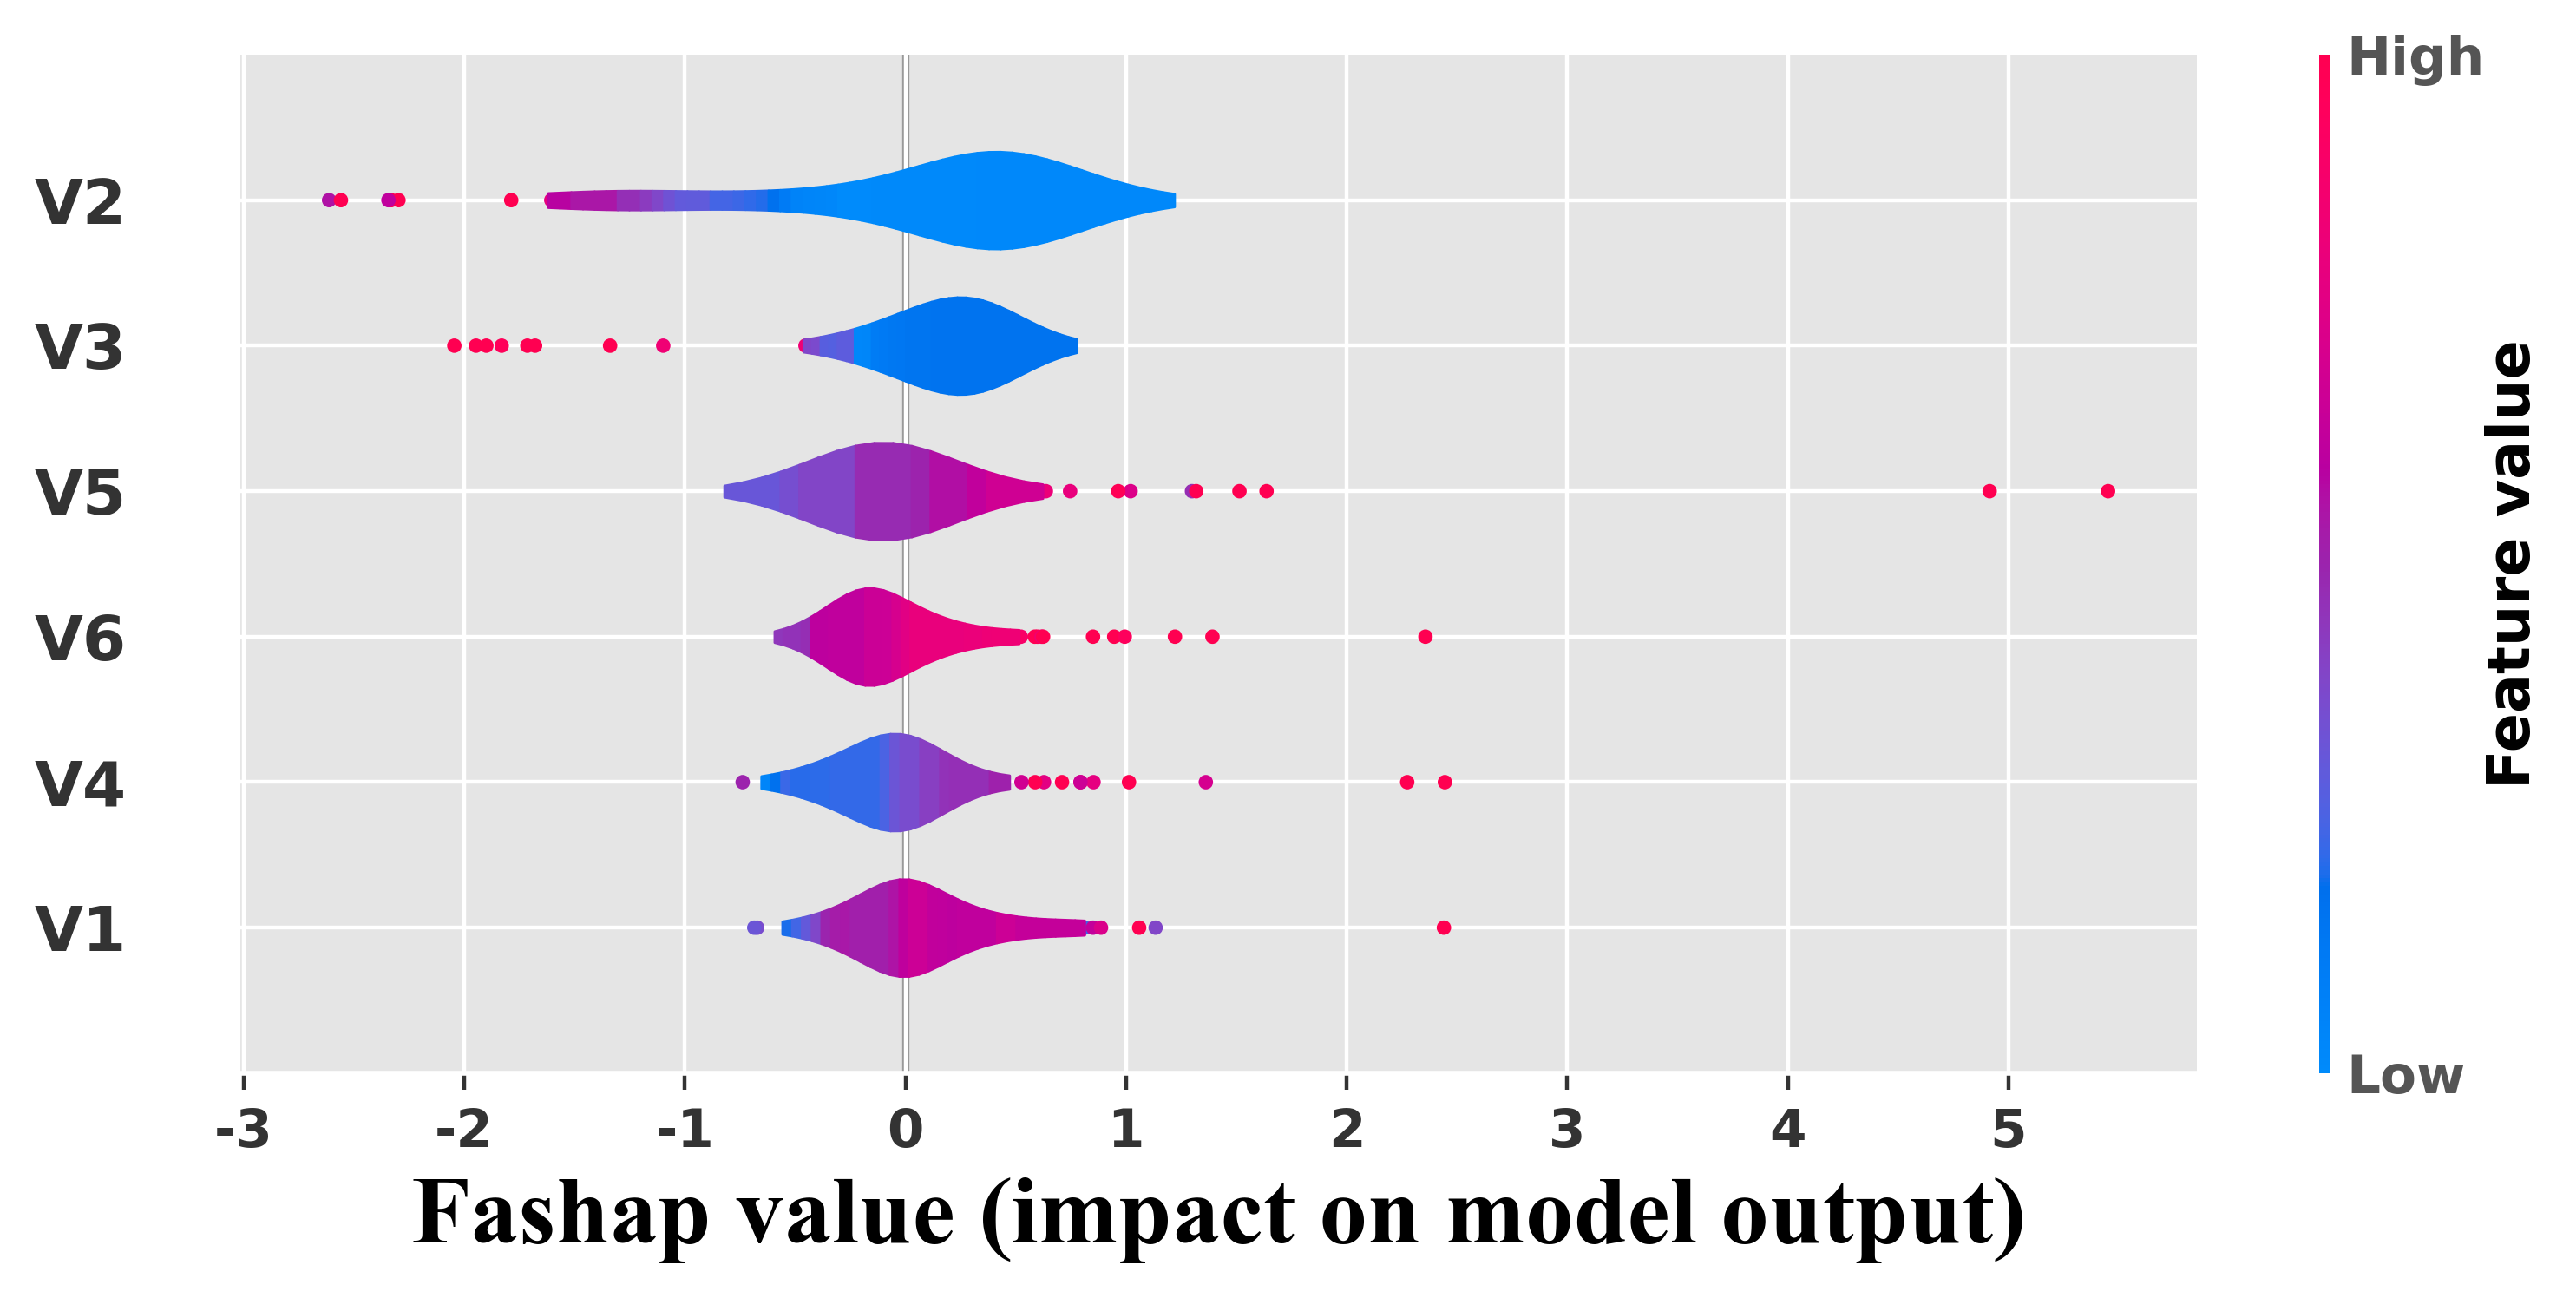 High
V2
V3
V5
V6
V4
V1
Feature value
Low
-3 -2 -1 0 1 2 3 4 5
Fashap value (impact on model output)